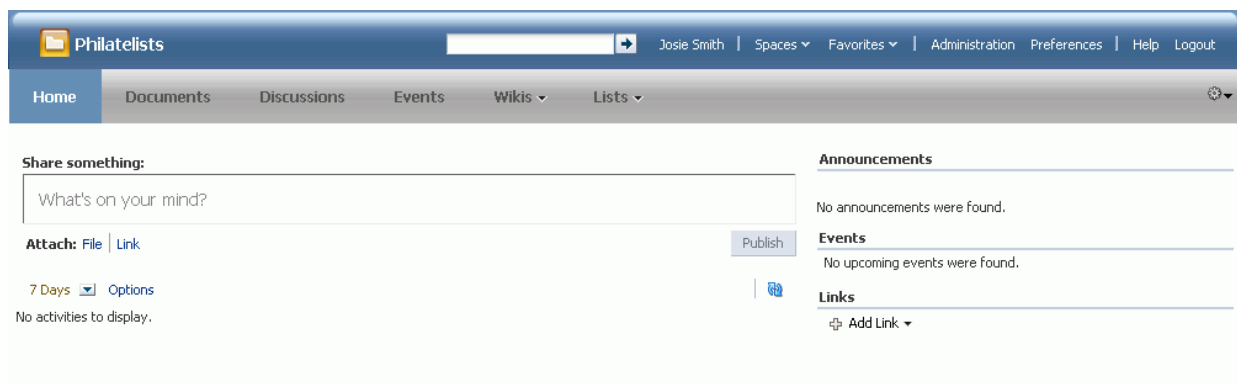 Philatelists
Josie Smith | Spaces Favorites | Administration Preferences | Help Logout
Home Documents Discussions Events Wikis Lists
Share something:
What's on your mind?
Attach: File | Link
Publish
7 Days Options
No activities to display.
Announcements
No announcements were found.
Events
No upcoming events were found.
Links
Add Link